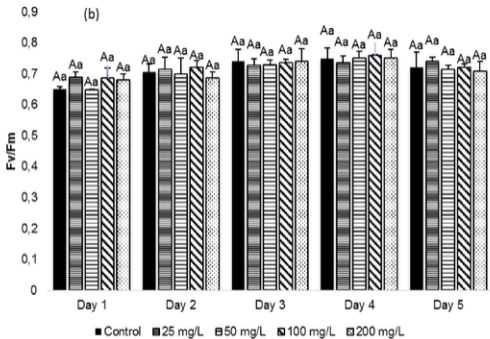 (b)
Fv/Fm
0,9
0,8
0,7
0,6
0,5
0,4
0,3
0,2
0,1
0
Aa Aa Aa Aa Aa
Aa Aa Aa Aa Aa
Aa Aa Aa Aa Aa
Aa Aa Aa Aa Aa
Aa Aa Aa Aa Aa
Day 1 Day 2 Day 3 Day 4 Day 5
Control 25 mg/L 50 mg/L 100 mg/L 200 mg/L